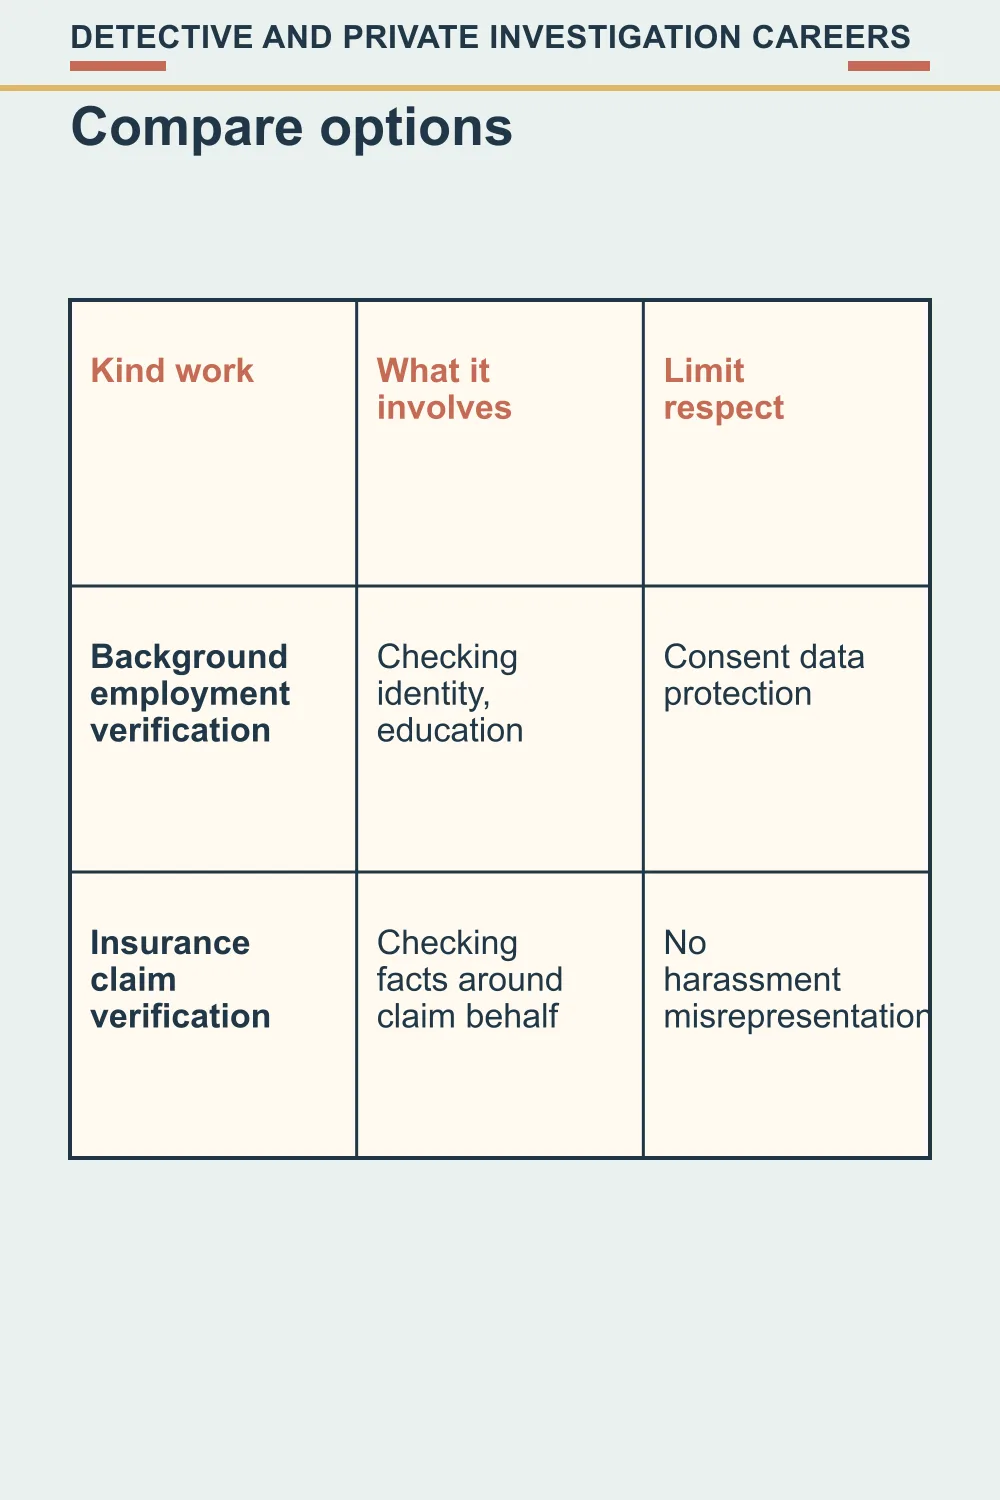 DETECTIVE AND PRIVATE INVESTIGATION CAREERS
Compare options
Kind work
What it
involves
Limit
respect
Background
employment
verification
Checking
identity,
education
Consent data
protection
Insurance
claim
verification
Checking
facts around
claim behalf
No
harassment
misrepresentation